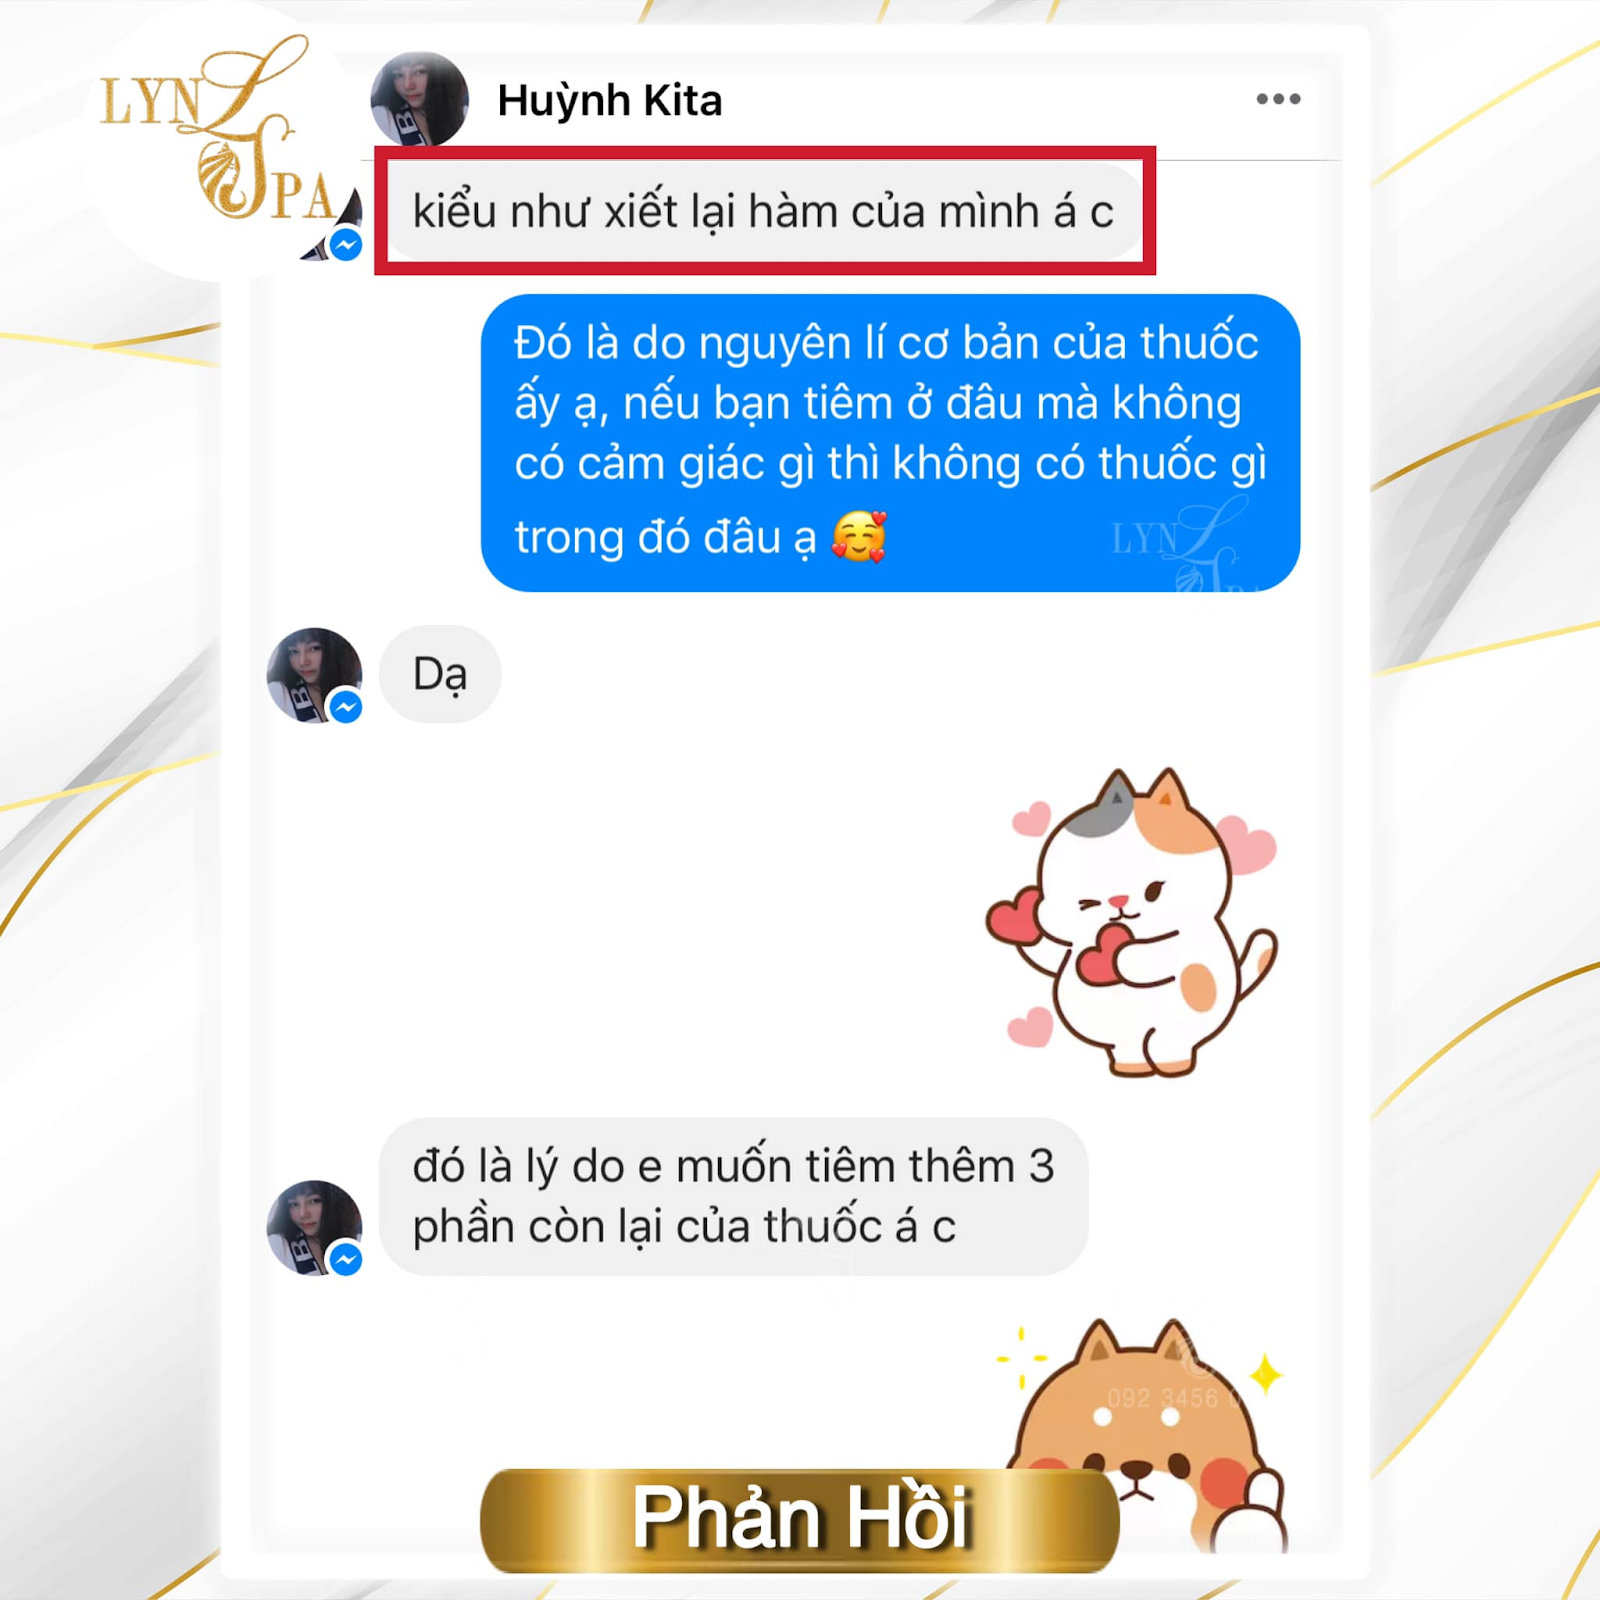 LYN L
SPA
Huỳnh Kita
kiểu như xiết lại hàm của mình á c
Đó là do nguyên lí cơ bản của thuốc
ấy ạ, nếu bạn tiêm ở đâu mà không
có cảm giác gì thì không có thuốc gì
trong đó đâu ạ 🥰
LYN L
Dạ
đó là lý do e muốn tiêm thêm 3
phần còn lại của thuốc á c
092 3456
Phản Hồi